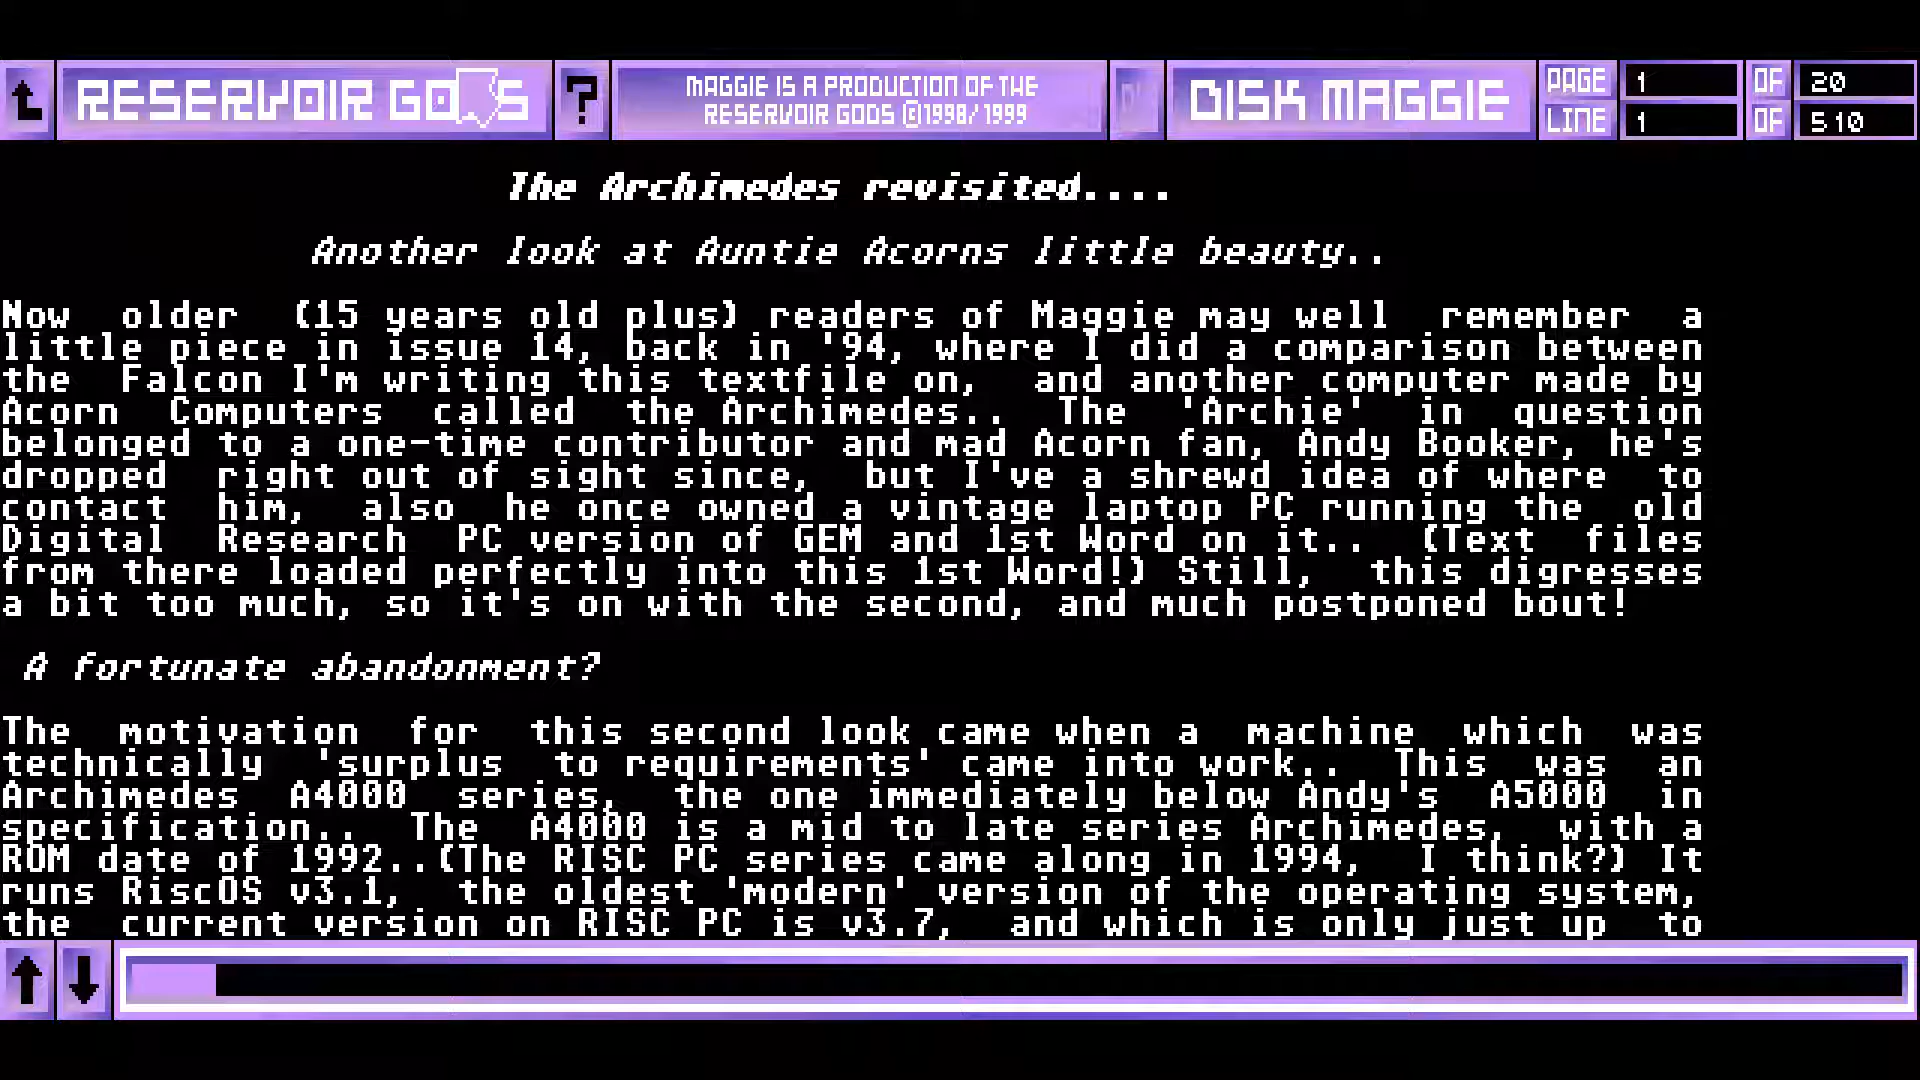 RESERVOIR GODS
?
MAGGIE IS A PRODUCTION OF THE
RESERVOIR GODS ©1998/1999
DISK MAGGIE
PAGE 1 OF 20
LINE 1 OF 510
The Archimedes revisited....
Another look at Auntie Acorns little beauty..
Now older (15 years old plus) readers of Maggie may well remember a
little piece in issue 14, back in '94, where I did a comparison between
the Falcon I'm writing this textfile on, and another computer made by
Acorn Computers called the Archimedes.. The 'Archie' in question
belonged to a one-time contributor and mad Acorn fan, Andy Booker, he's
dropped right out of sight since, but I've a shrewd idea of where to
contact him, also he once owned a vintage laptop PC running the old
Digital Research PC version of GEM and 1st Word on it.. (Text files
from there loaded perfectly into this 1st Word!) Still, this digresses
a bit too much, so it's on with the second, and much postponed bout!
A fortunate abandonment?
The motivation for this second look came when a machine which was
technically 'surplus to requirements' came into work.. This was an
Archimedes A4000 series, the one immediately below Andy's A5000 in
specification.. The A4000 is a mid to late series Archimedes, with a
ROM date of 1992..(The RISC PC series came along in 1994, I think?) It
runs RiscOS v3.1, the oldest 'modern' version of the operating system,
the current version on RISC PC is v3.7, and which is only just up to